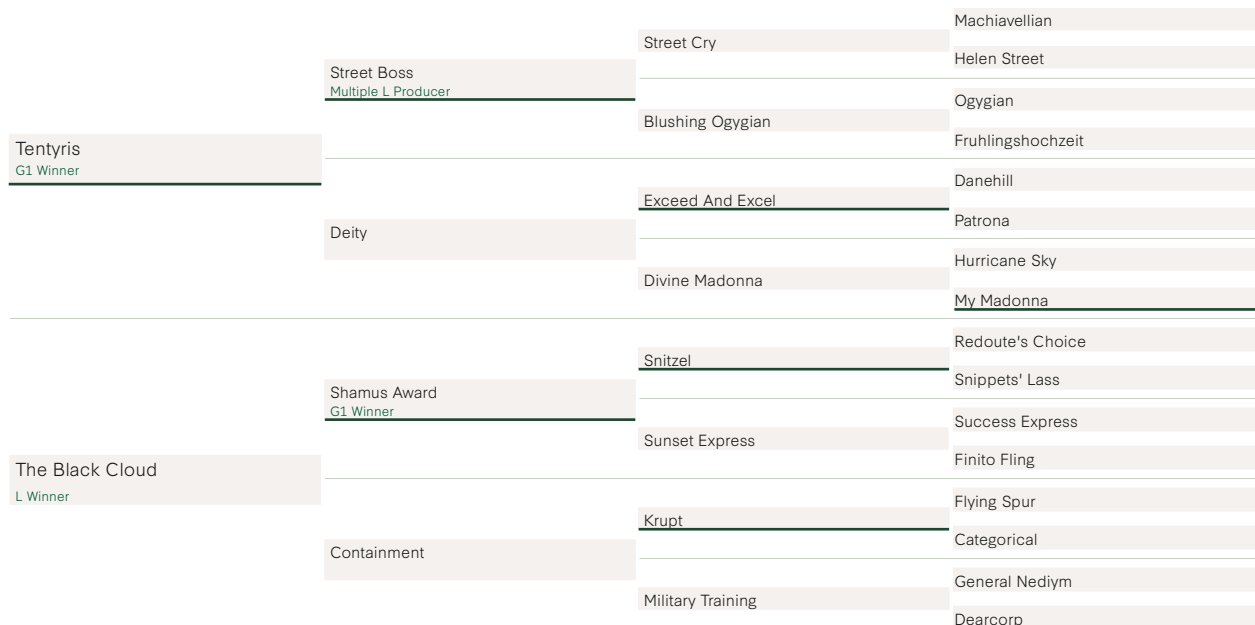 Machiavellian
Street Cry
Helen Street
Street Boss
Multiple L Producer
Ogygian
Blushing Ogygian
Fruhlingshochzeit
Tentyris
G1 Winner
Danehill
Exceed And Excel
Patrona
Deity
Hurricane Sky
Divine Madonna
My Madonna
Redoute's Choice
Snitzel
Snippets' Lass
Shamus Award
G1 Winner
Success Express
Sunset Express
Finito Fling
The Black Cloud
L Winner
Flying Spur
Krupt
Categorical
Containment
General Nediym
Military Training
Dearcorp